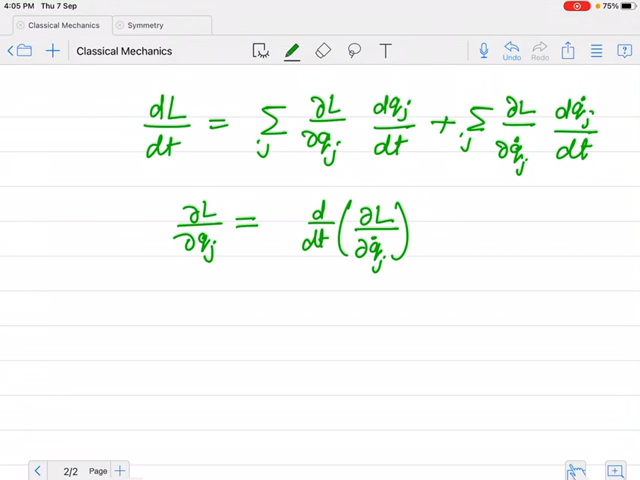 4:05 PM Thu 7 Sep 75%
Classical Mechanics Symmetry
Classical Mechanics T Undo Redo
dL/dt = Σ_j ∂L/∂q_j dq_j/dt + Σ_j ∂L/∂q̇_j dq̇_j/dt
∂L/∂q_j = d/dt (∂L/∂q̇_j)
2/2 Page